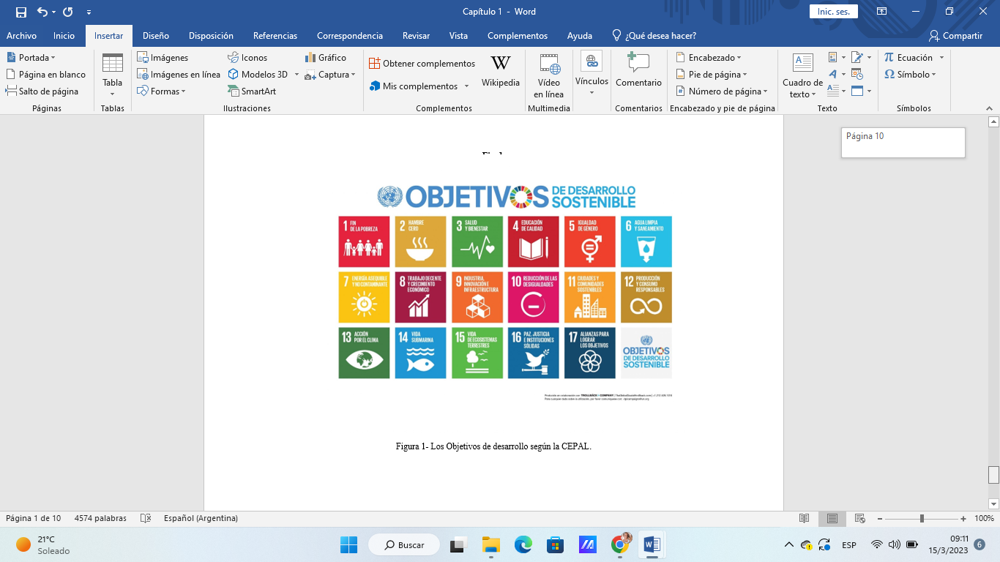 Capítulo 1 - Word
Inic. ses.
Archivo Inicio Insertar Diseño Disposición Referencias Correspondencia Revisar Vista Complementos Ayuda ¿Qué desea hacer? Compartir
Portada
Página en blanco
Salto de página
Páginas
Tabla
Tablas
Imágenes
Imágenes en línea
Formas
Iconos
Modelos 3D
SmartArt
Gráfico
Captura
Ilustraciones
Obtener complementos
Mis complementos
Wikipedia
Complementos
Vídeo
en línea
Multimedia
Vínculos
Comentario
Comentarios
Encabezado
Pie de página
Número de página
Encabezado y pie de página
Cuadro de
texto
Texto
Ecuación
Símbolo
Símbolos
Página 10
OBJETIVOS DE DESARROLLO
SOSTENIBLE
1 FIN
DE LA POBREZA
2 HAMBRE
CERO
3 SALUD
Y BIENESTAR
4 EDUCACIÓN
DE CALIDAD
5 IGUALDAD
DE GÉNERO
6 AGUA LIMPIA
Y SANEAMIENTO
7 ENERGÍA ASEQUIBLE
Y NO CONTAMINANTE
8 TRABAJO DECENTE
Y CRECIMIENTO
ECONÓMICO
9 INDUSTRIA,
INNOVACIÓN E
INFRAESTRUCTURA
10 REDUCCIÓN DE LAS
DESIGUALDADES
11 CIUDADES Y
COMUNIDADES
SOSTENIBLES
12 PRODUCCIÓN
Y CONSUMO
RESPONSABLES
13 ACCIÓN
POR EL CLIMA
14 VIDA
SUBMARINA
15 VIDA
DE ECOSISTEMAS
TERRESTRES
16 PAZ, JUSTICIA
E INSTITUCIONES
SÓLIDAS
17 ALIANZAS PARA
LOGRAR
LOS OBJETIVOS
OBJETIVOS
DE DESARROLLO
SOSTENIBLE
Figura 1- Los Objetivos de desarrollo según la CEPAL.
Página 1 de 10 4574 palabras Español (Argentina) 100%
21°C
Soleado
Buscar
ESP
09:11
15/3/2023
6